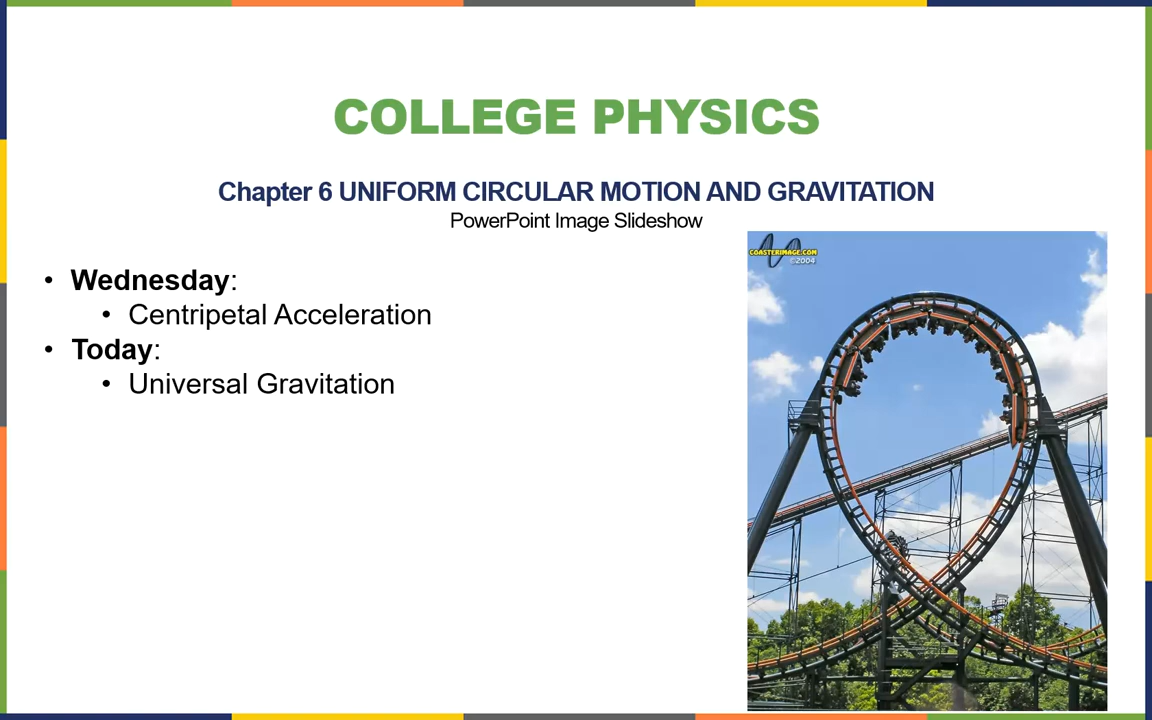 COLLEGE PHYSICS
Chapter 6 UNIFORM CIRCULAR MOTION AND GRAVITATION
PowerPoint Image Slideshow
COASTERIMAGE.COM
©2004
• Wednesday:
• Centripetal Acceleration
• Today:
• Universal Gravitation